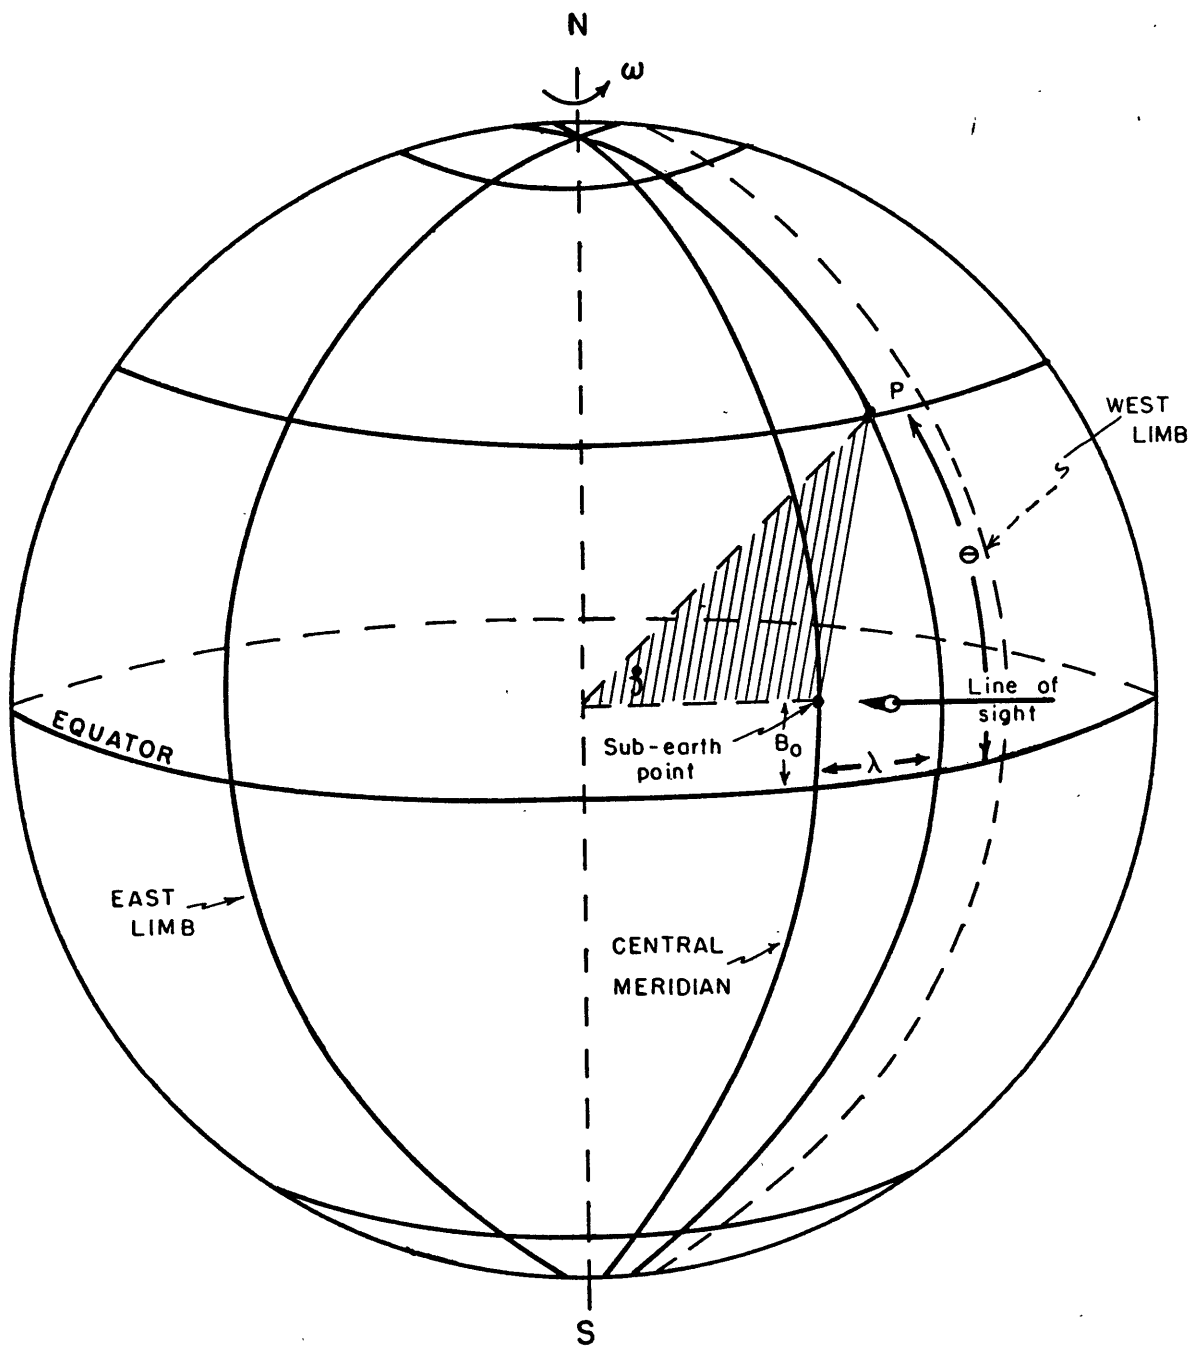 N
ω
P
WEST
LIMB
θ
Line of
sight
EQUATOR
Sub-earth
point
B₀
λ
EAST
LIMB
CENTRAL
MERIDIAN
S